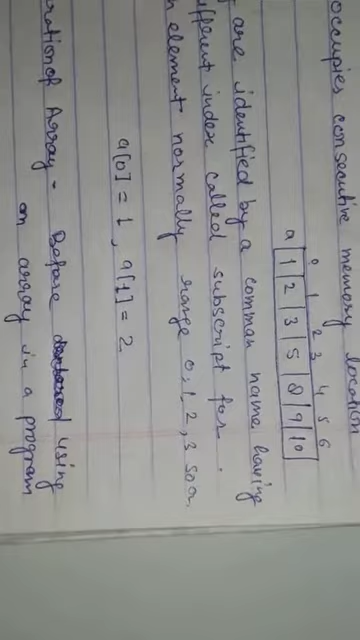 occupies consecutive memory location
0 1 2 3 4 5 6
a 1 2 3 5 8 9 10
are identified by a common name having
different index called subscript for
element normally range 0,1,2,3 so on
a[0] = 1, a[1] = 2
of Array - Before using
an array in a program